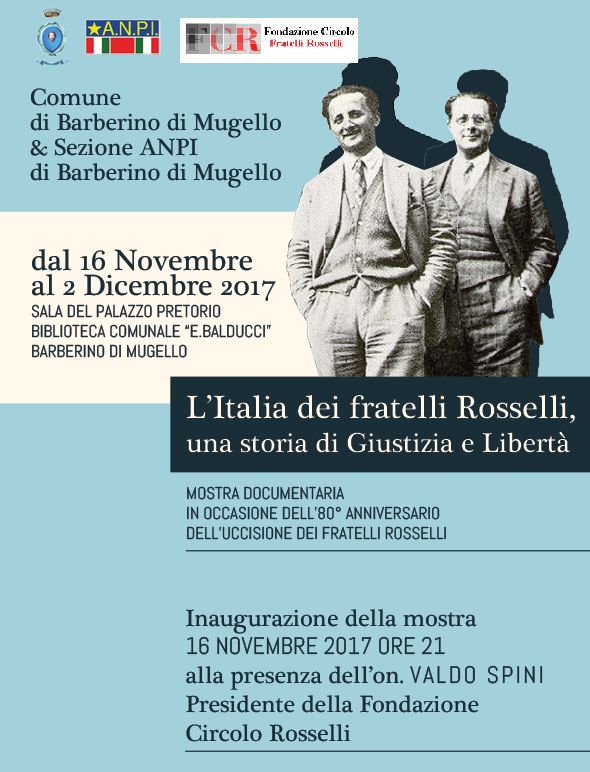 A.N.P.I.
FCR Fondazione Circolo
Fratelli Rosselli
Comune
di Barberino di Mugello
& Sezione ANPI
di Barberino di Mugello
dal 16 Novembre
al 2 Dicembre 2017
SALA DEL PALAZZO PRETORIO
BIBLIOTECA COMUNALE “E.BALDUCCI”
BARBERINO DI MUGELLO
L’Italia dei fratelli Rosselli,
una storia di Giustizia e Libertà
MOSTRA DOCUMENTARIA
IN OCCASIONE DELL’80° ANNIVERSARIO
DELL’UCCISIONE DEI FRATELLI ROSSELLI
Inaugurazione della mostra
16 NOVEMBRE 2017 ORE 21
alla presenza dell’on. VALDO SPINI
Presidente della Fondazione
Circolo Rosselli